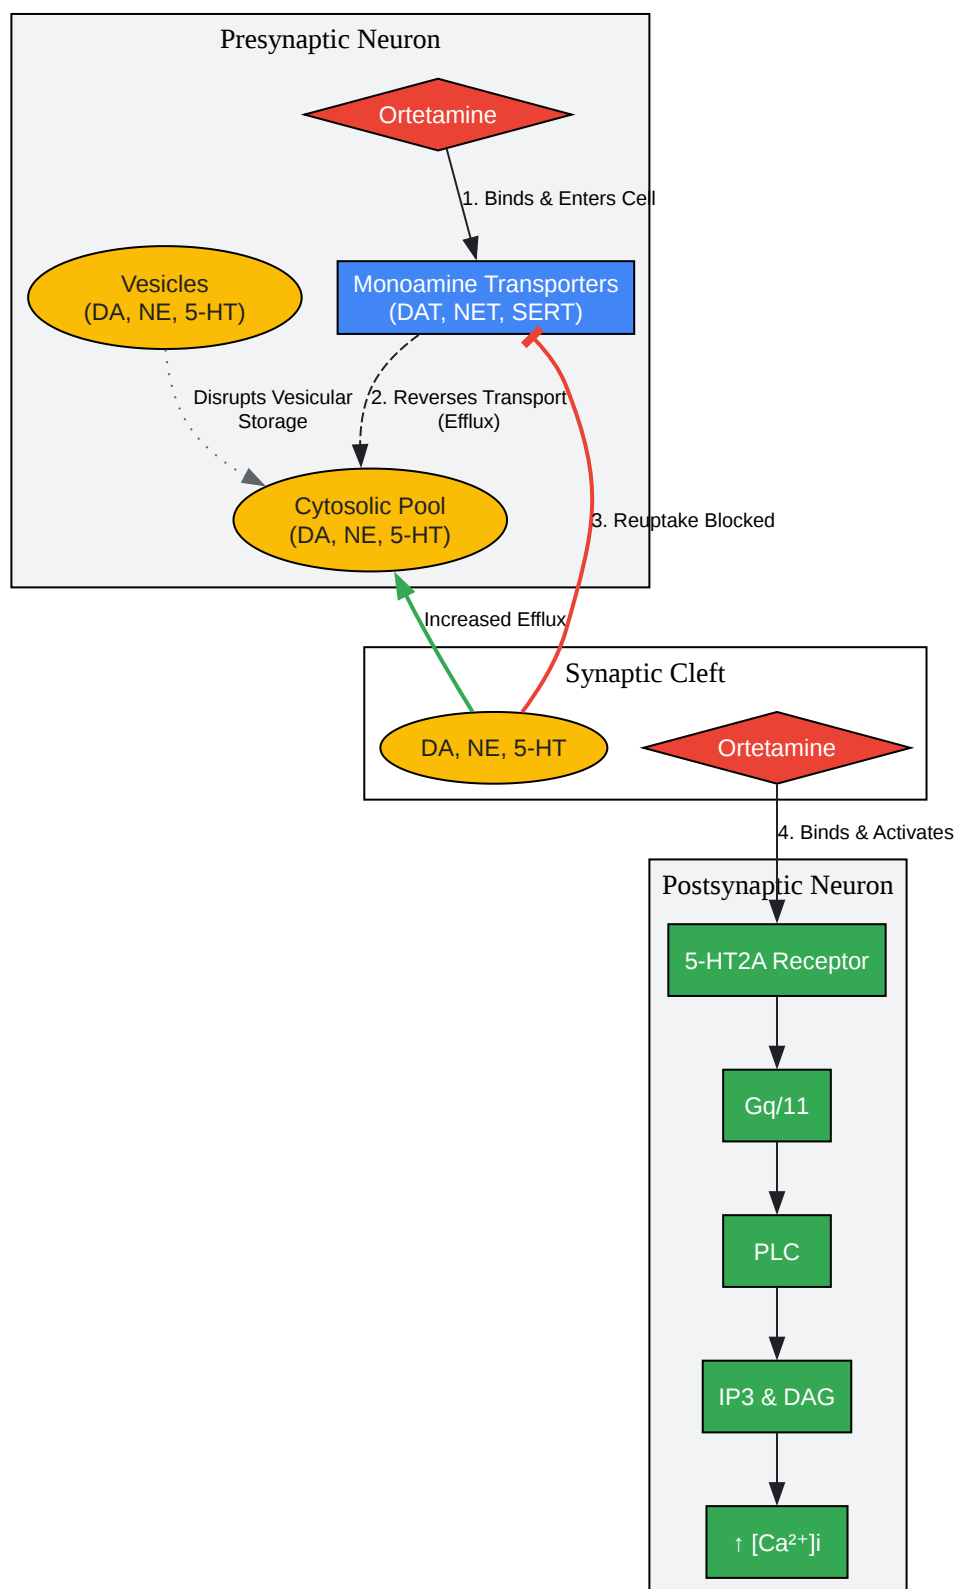 Presynaptic Neuron
Ortetamine
1. Binds & Enters Cell
Vesicles
(DA, NE, 5-HT)
Monoamine Transporters
(DAT, NET, SERT)
Disrupts Vesicular
Storage
2. Reverses Transport
(Efflux)
Cytosolic Pool
(DA, NE, 5-HT)
3. Reuptake Blocked
Increased Efflux
Synaptic Cleft
DA, NE, 5-HT
Ortetamine
4. Binds & Activates
Postsynaptic Neuron
5-HT2A Receptor
Gq/11
PLC
IP3 & DAG
↑ [Ca²⁺]i